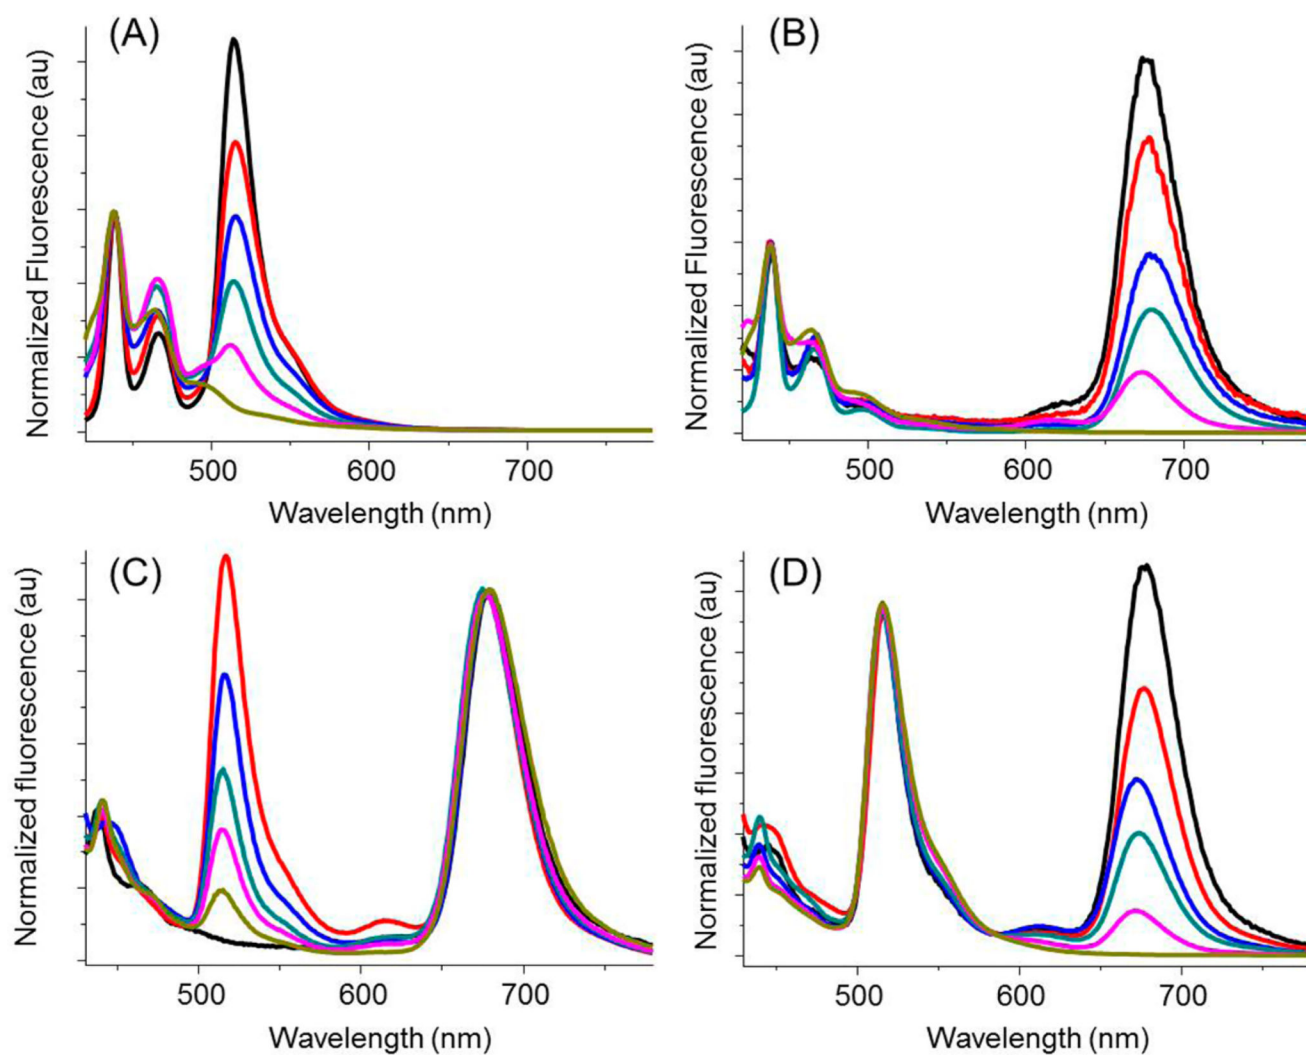 (A)
Normalized Fluorescence (au)
500 600 700
Wavelength (nm)
(B)
Normalized Fluorescence (au)
500 600 700
Wavelength (nm)
(C)
Normalized fluorescence (au)
500 600 700
Wavelength (nm)
(D)
Normalized fluorescence (au)
500 600 700
Wavelength (nm)